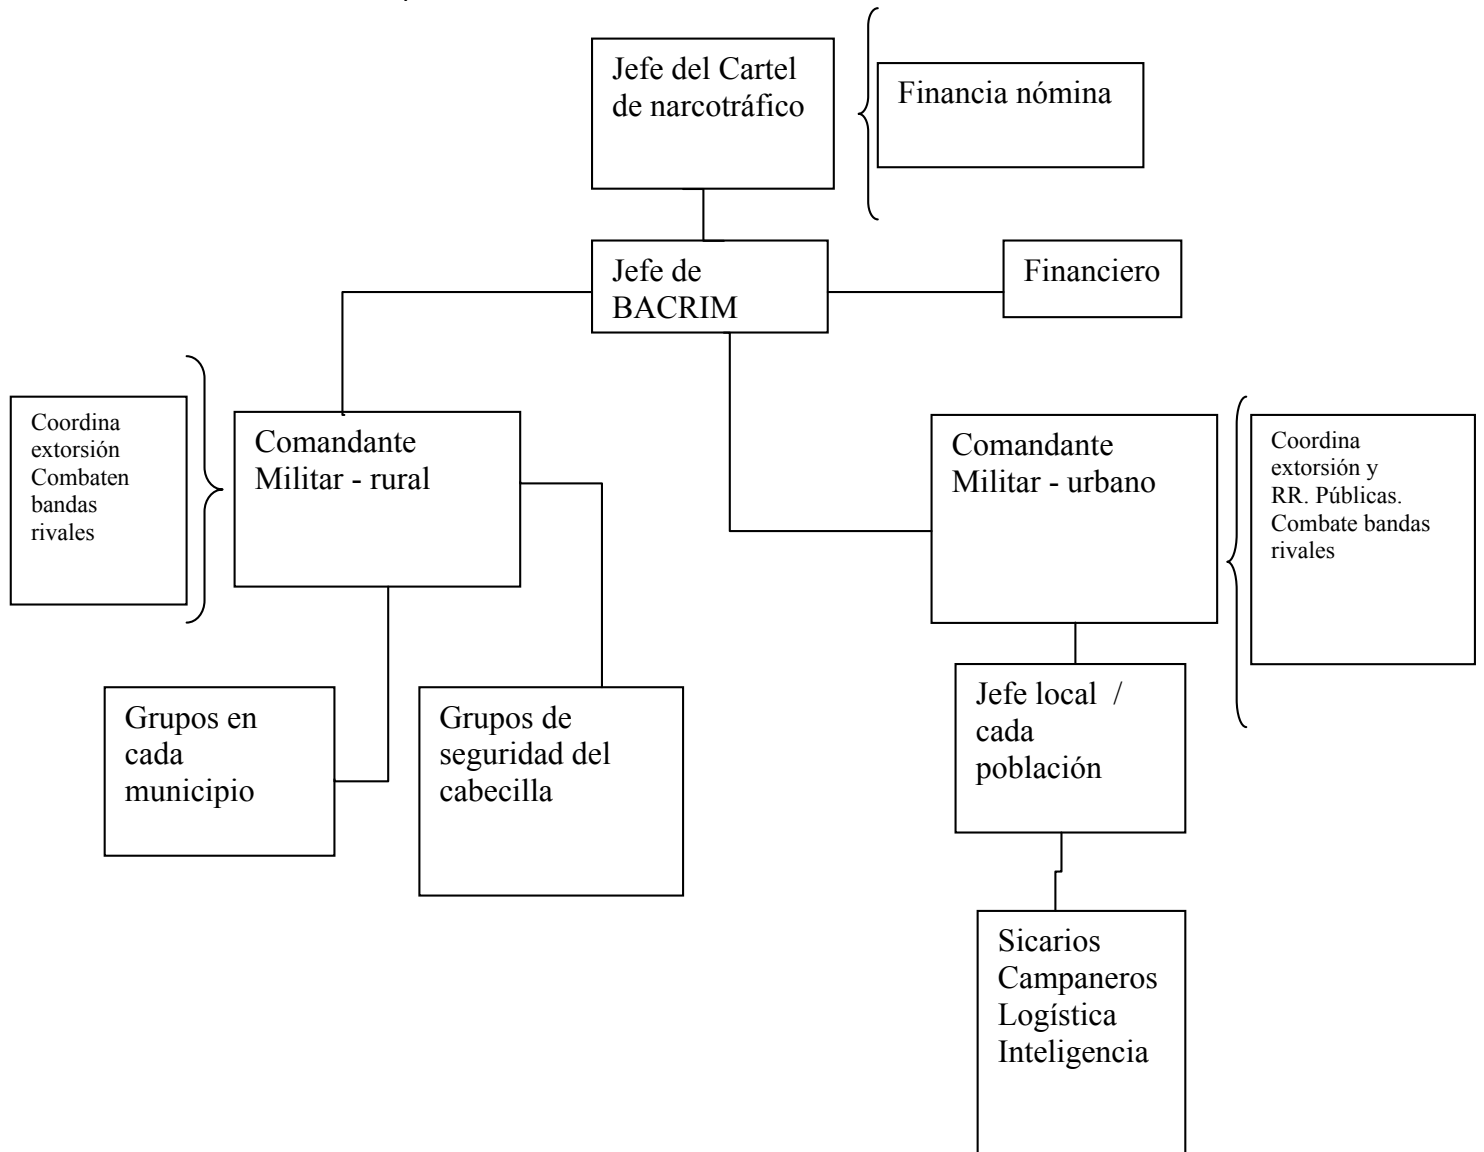 Jefe del Cartel
de narcotráfico
Financia nómina
Jefe de
BACRIM
Financiero
Coordina
extorsión
Combaten
bandas
rivales
Comandante
Militar - rural
Comandante
Militar - urbano
Coordina
extorsión y
RR. Públicas.
Combate bandas
rivales
Grupos en
cada
municipio
Grupos de
seguridad del
cabecilla
Jefe local /
cada
población
Sicarios
Campaneros
Logística
Inteligencia